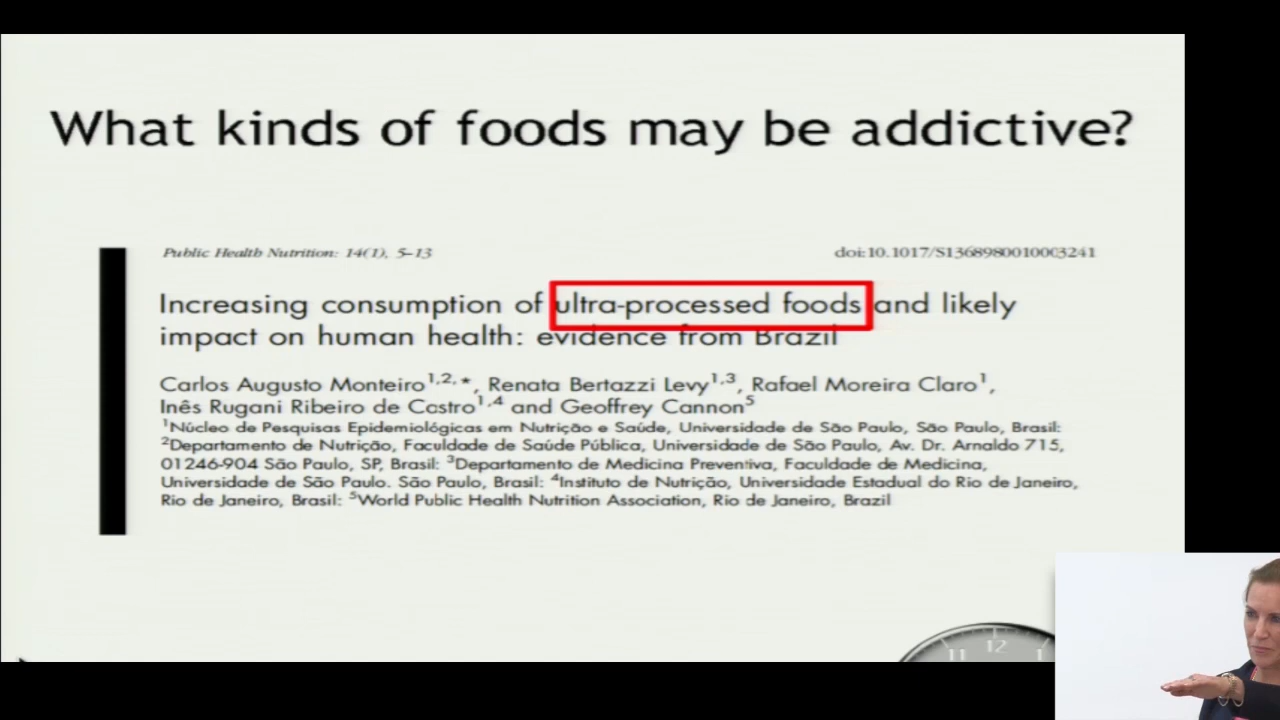 What kinds of foods may be addictive?
Public Health Nutrition: 14(1), 5–13
doi:10.1017/S1368980010003241
Increasing consumption of ultra-processed foods and likely
impact on human health: evidence from Brazil
Carlos Augusto Monteiro1,2,*, Renata Bertazzi Levy1,3, Rafael Moreira Claro1,
Inês Rugani Ribeiro de Castro1,4 and Geoffrey Cannon5
1Núcleo de Pesquisas Epidemiológicas em Nutrição e Saúde, Universidade de São Paulo, São Paulo, Brasil:
2Departamento de Nutrição, Faculdade de Saúde Pública, Universidade de São Paulo, Av. Dr. Arnaldo 715,
01246-904 São Paulo, SP, Brasil: 3Departamento de Medicina Preventiva, Faculdade de Medicina,
Universidade de São Paulo. São Paulo, Brasil: 4Instituto de Nutrição, Universidade Estadual do Rio de Janeiro,
Rio de Janeiro, Brasil: 5World Public Health Nutrition Association, Rio de Janeiro, Brazil
11 12 1